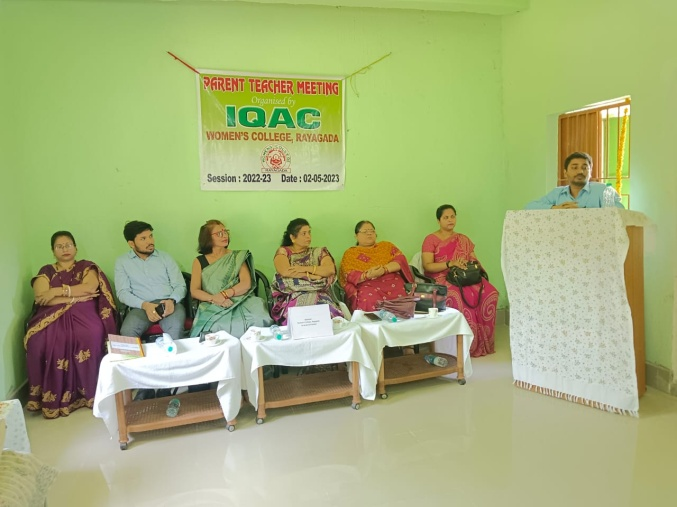 PARENT TEACHER MEETING
Organised by
IQAC
WOMEN'S COLLEGE, RAYAGADA
Session : 2022-23 Date : 02-05-2023